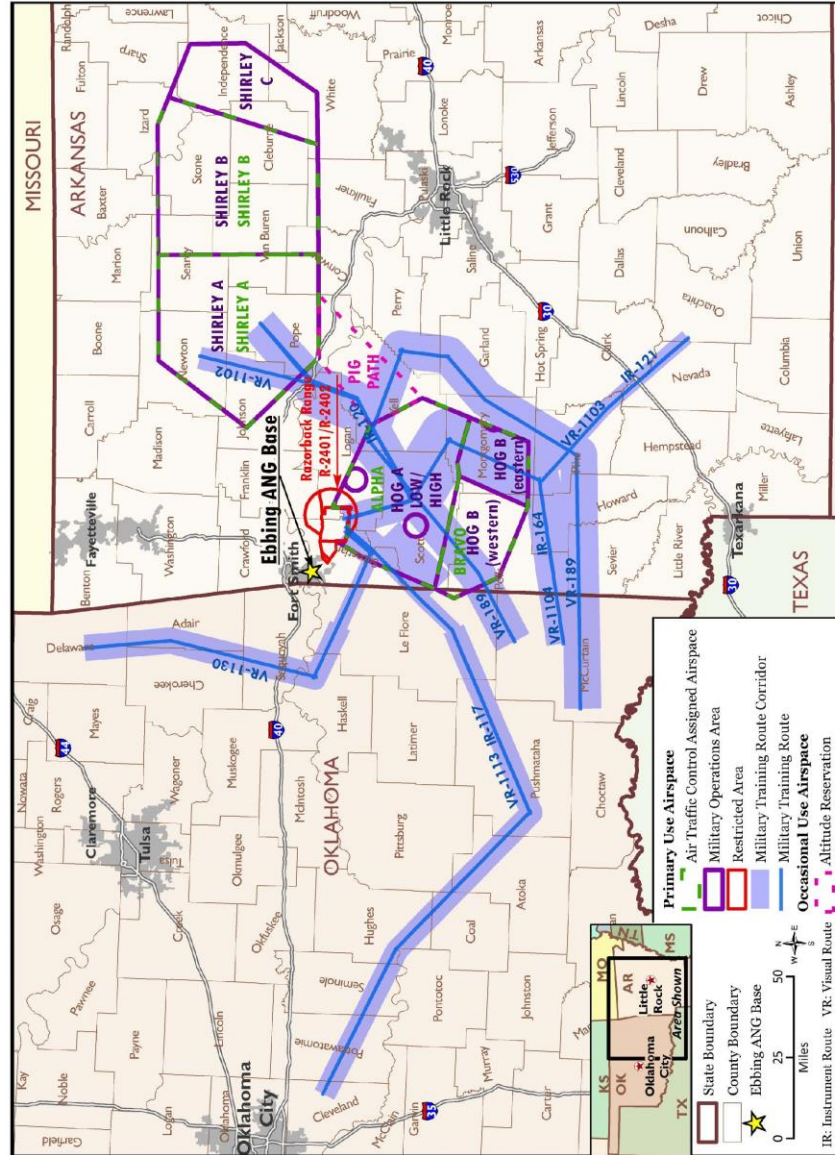 MISSOURI
ARKANSAS
OKLAHOMA
TEXAS
Randolph
Lawrence
Sharp
Fulton
Izard
Baxter
Marion
Boone
Carroll
Benton
Fayetteville
Washington
Madison
Newton
Searcy
Stone
Independence
Jackson
Woodruff
Cleburne
White
Van Buren
Pope
Johnson
Franklin
Crawford
Logan
Conway
Faulkner
Prairie
Monroe
Lonoke
Pulaski
Little Rock
Perry
Yell
Scott
Saline
Garland
Montgomery
Polk
Hot Spring
Grant
Jefferson
Arkansas
Desha
Chicot
Lincoln
Drew
Ashley
Cleveland
Bradley
Dallas
Calhoun
Union
Ouachita
Clark
Nevada
Columbia
Lafayette
Hempstead
Miller
Pike
Howard
Sevier
Little River
Texarkana
40
530
30
30
SHIRLEY A
SHIRLEY A
SHIRLEY B
SHIRLEY B
SHIRLEY
C
VR-1102
IR-120
PIG
PATH
Razorback Range
R-2401/R-2402
Ebbing ANG Base
Fort Smith
ALPHA
HOG A
LOW/
HIGH
BRAVO
HOG B
(western)
HOG B
(eastern)
VR-189
VR-1104
IR-164
VR-189
VR-1103
IR-121
VR-1130
VR-1113
IR-117
Delaware
Adair
Cherokee
Sequoyah
Le Flore
Haskell
Latimer
Pushmataha
McCurtain
Choctaw
Pittsburg
McIntosh
Muskogee
Wagoner
Mayes
Craig
Nowata
Rogers
Washington
Claremore
Tulsa
Tulsa
Osage
Pawnee
Creek
Okmulgee
Okfuskee
Hughes
Coal
Atoka
Seminole
Pontotoc
Johnston
Pottawatomie
Lincoln
Payne
Noble
Kay
Logan
Garfield
Oklahoma
Oklahoma
City
Cleveland
McClain
Garvin
Murray
Carter
44
40
35
KS
MO
OK
AR
TX
MS
TN
Oklahoma
City
Little
Rock
Area Shown
State Boundary
County Boundary
Ebbing ANG Base
0
25
50
Miles
N
S
E
W
Primary Use Airspace
Air Traffic Control Assigned Airspace
Military Operations Area
Restricted Area
Military Training Route Corridor
Military Training Route
Occasional Use Airspace
Altitude Reservation
IR: Instrument Route VR: Visual Route